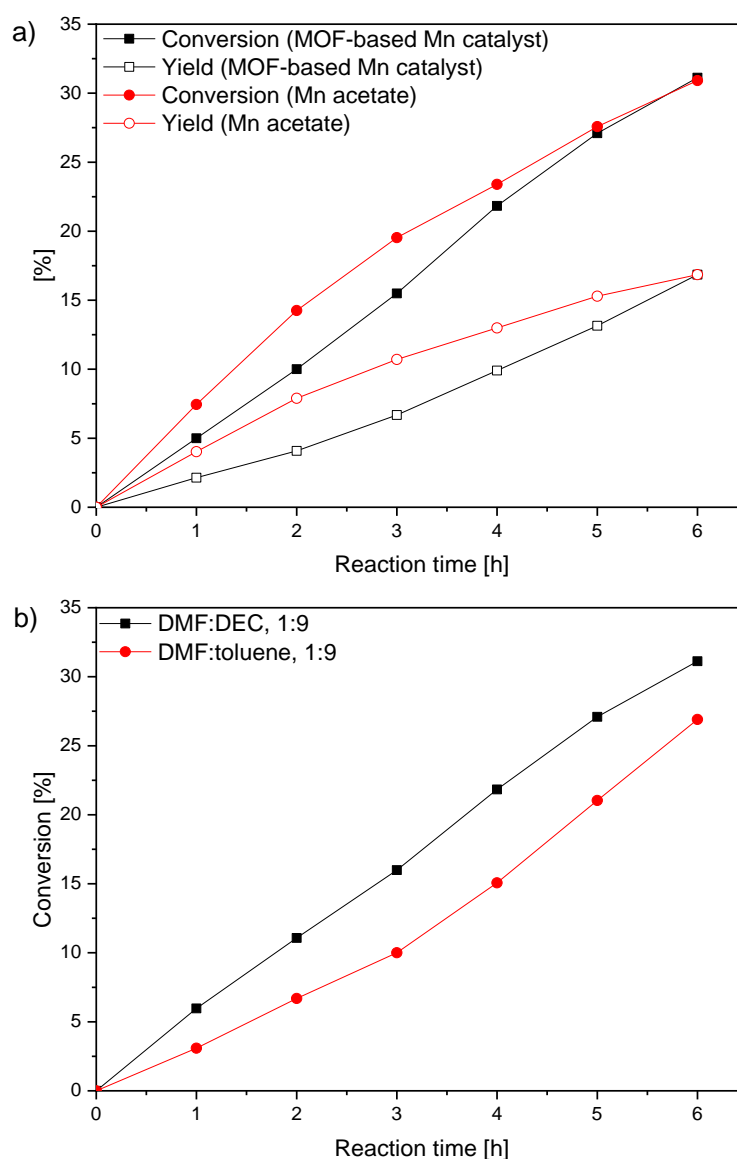 a)
35
30
25
20
15
10
5
0
[%]
Conversion (MOF-based Mn catalyst)
Yield (MOF-based Mn catalyst)
Conversion (Mn acetate)
Yield (Mn acetate)
0 1 2 3 4 5 6
Reaction time [h]
b)
35
30
25
20
15
10
5
0
Conversion [%]
DMF:DEC, 1:9
DMF:toluene, 1:9
0 1 2 3 4 5 6
Reaction time [h]